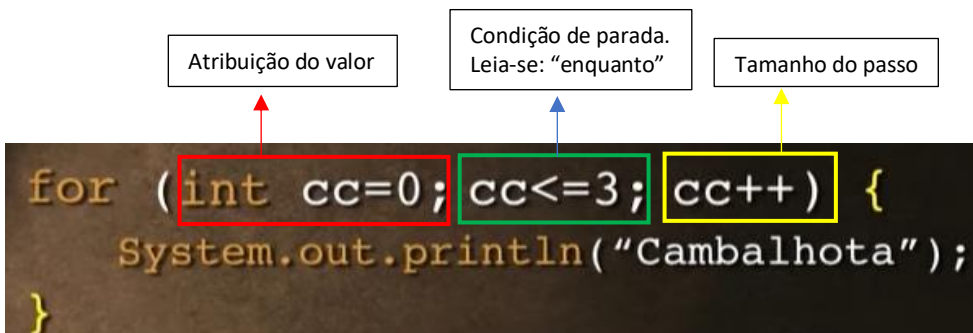 Atribuição do valor
Condição de parada.
Leia-se: “enquanto”
Tamanho do passo
for (int cc=0; cc<=3; cc++) {
System.out.println(“Cambalhota”);
}